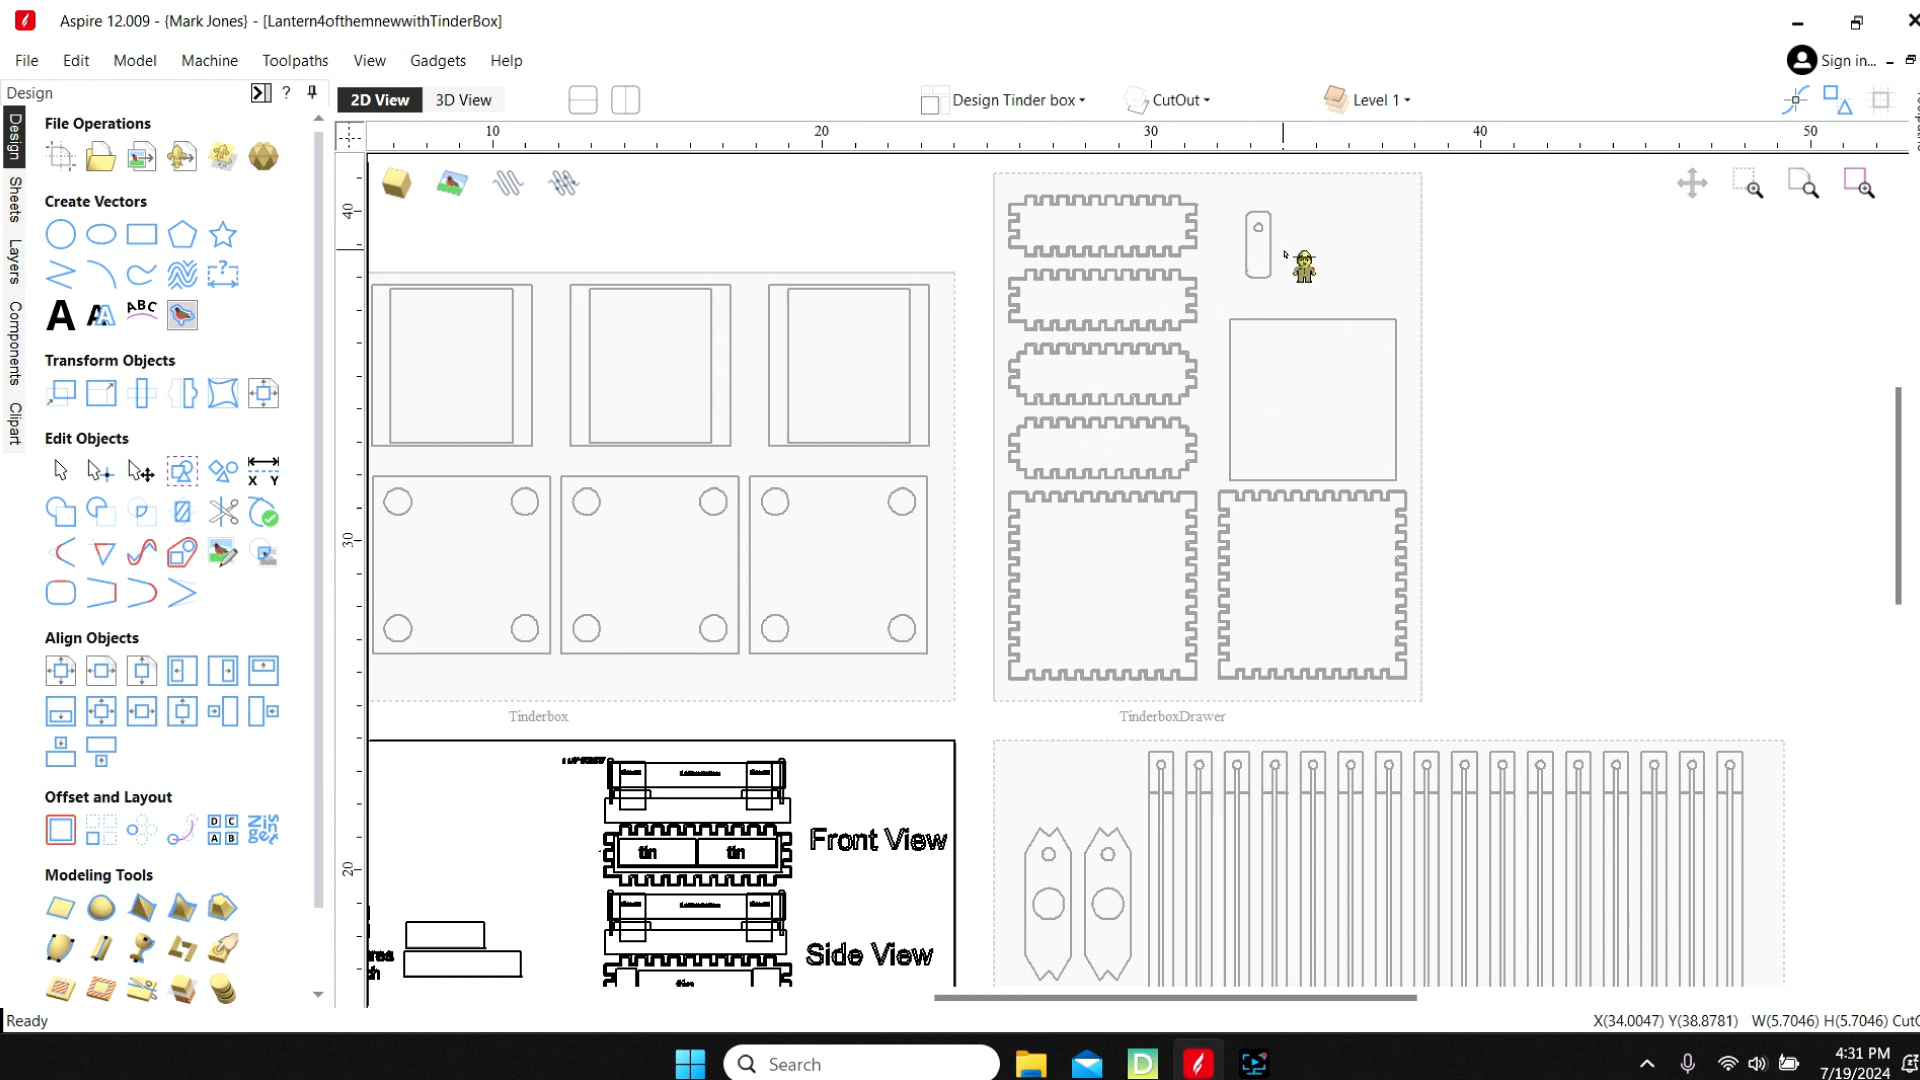 Aspire 12.009 - {Mark Jones} - [Lantern4ofthemnewwithTinderBox]
File Edit Model Machine Toolpaths View Gadgets Help
Sign in...
Design
?
2D View 3D View
Design Tinder box
CutOut
Level 1
Design
Sheets
Layers
Components
Clipart
File Operations
Create Vectors
A
ABC
Transform Objects
Edit Objects
X Y
Align Objects
Offset and Layout
D C
A B
Modeling Tools
10 20 30 40 50
40
30
20
Tinderbox
TinderboxDrawer
Front View
tin tin
Side View
tin
Ready
X(34.0047) Y(38.8781) W(5.7046) H(5.7046)
Search
4:31 PM
7/19/2024